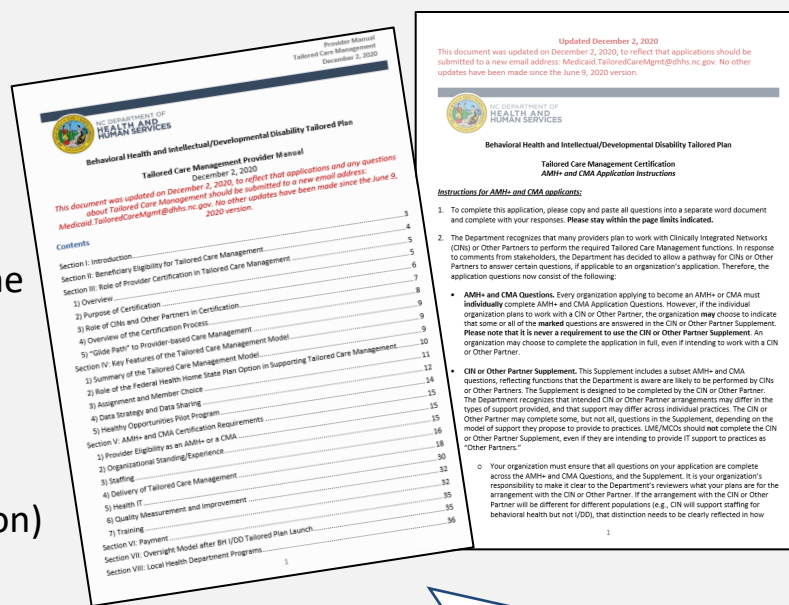 ne
on)
Provider Manual
Tailored Care Management
December 2, 2020
NC DEPARTMENT OF
HEALTH AND
HUMAN SERVICES
Behavioral Health and Intellectual/Developmental Disability Tailored Plan
Tailored Care Management Provider Manual
December 2, 2020
This document was updated on December 2, 2020, to reflect that applications and any questions
about Tailored Care Management should be submitted to a new email address:
Medicaid.TailoredCareMgmt@dhhs.nc.gov. No other updates have been made since the June 9,
2020 version.
Contents
Section I: Introduction 3
Section II: Beneficiary Eligibility for Tailored Care Management 4
Section III: Role of Provider Certification in Tailored Care Management 5
1) Overview 5
2) Purpose of Certification 6
3) Role of CINs and Other Partners in Certification 7
4) Overview of the Certification Process 8
5) "Glide Path" to Provider-based Care Management 9
Section IV: Key Features of the Tailored Care Management Model 9
1) Summary of the Tailored Care Management Model 9
2) Role of the Federal Health Home State Plan Option in Supporting Tailored Care Management 10
3) Assignment and Member Choice 11
4) Data Strategy and Data Sharing 12
5) Healthy Opportunities Pilot Program 14
Section V: AMH+ and CMA Certification Requirements 15
1) Provider Eligibility as an AMH+ or a CMA 15
2) Organizational Standing/Experience 15
3) Staffing 16
4) Delivery of Tailored Care Management 18
5) Health IT 30
6) Quality Measurement and Improvement 32
7) Training 32
Section VI: Payment 35
Section VII: Oversight Model after BH I/DD Tailored Plan Launch 35
Section VIII: Local Health Department Programs 36
1
Updated December 2, 2020
This document was updated on December 2, 2020, to reflect that applications should be
submitted to a new email address: Medicaid.TailoredCareMgmt@dhhs.nc.gov. No other
updates have been made since the June 9, 2020 version.
NC DEPARTMENT OF
HEALTH AND
HUMAN SERVICES
Behavioral Health and Intellectual/Developmental Disability Tailored Plan
Tailored Care Management Certification
AMH+ and CMA Application Instructions
Instructions for AMH+ and CMA applicants:
1. To complete this application, please copy and paste all questions into a separate word document
and complete with your responses. Please stay within the page limits indicated.
2. The Department recognizes that many providers plan to work with Clinically Integrated Networks
(CINs) or Other Partners to perform the required Tailored Care Management functions. In response
to comments from stakeholders, the Department has decided to allow a pathway for CINs or Other
Partners to answer certain questions, if applicable to an organization's application. Therefore, the
application questions now consist of the following:
• AMH+ and CMA Questions. Every organization applying to become an AMH+ or CMA must
individually complete AMH+ and CMA Application Questions. However, if the individual
organization plans to work with a CIN or Other Partner, the organization may choose to indicate
that some or all of the marked questions are answered in the CIN or Other Partner Supplement.
Please note that it is never a requirement to use the CIN or Other Partner Supplement. An
organization may choose to complete the application in full, even if intending to work with a CIN
or Other Partner.
• CIN or Other Partner Supplement. This Supplement includes a subset AMH+ and CMA
questions, reflecting functions that the Department is aware are likely to be performed by CINs
or Other Partners. The Supplement is designed to be completed by the CIN or Other Partner.
The Department recognizes that intended CIN or Other Partner arrangements may differ in the
types of support provided, and that support may differ across individual practices. The CIN or
Other Partner may complete some, but not all, questions in the Supplement, depending on the
model of support they propose to provide to practices. LME/MCOs should not complete the CIN
or Other Partner Supplement, even if they are intending to provide IT support to practices as
"Other Partners."
o Your organization must ensure that all questions on your application are complete
across the AMH+ and CMA Questions, and the Supplement. It is your organization's
responsibility to make it clear to the Department's reviewers what your plans are for the
arrangement with the CIN or Other Partner. If the arrangement with the CIN or Other
Partner will be different for different populations (e.g., CIN will support staffing for
behavioral health but not I/DD), that distinction needs to be clearly reflected in how
1